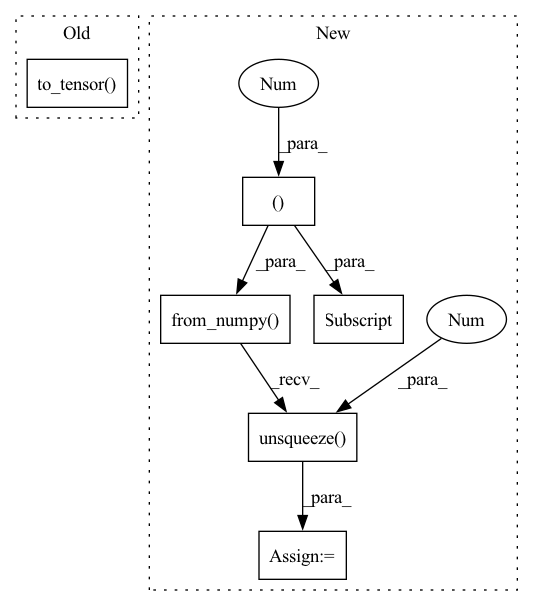 Old
New
to_tensor()
Num
_para_
()
_para_
_para_
from_numpy()
Subscript
Num
_recv_
_para_
unsqueeze()
_para_
Assign:=